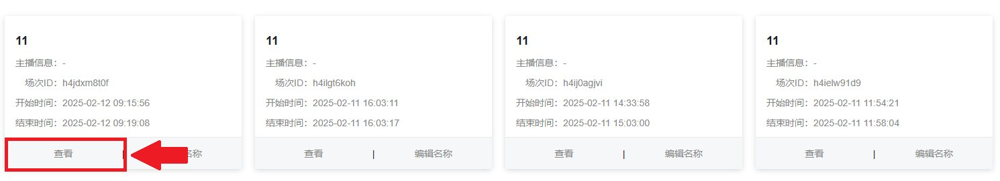 11
主播信息: -
场次ID: h4jdxm8t0f
开始时间: 2025-02-12 09:15:56
结束时间: 2025-02-12 09:19:08
查看 | 名称
11
主播信息: -
场次ID: h4ilgt6koh
开始时间: 2025-02-11 16:03:11
结束时间: 2025-02-11 16:03:17
查看 | 编辑名称
11
主播信息: -
场次ID: h4ij0agjvi
开始时间: 2025-02-11 14:33:58
结束时间: 2025-02-11 15:03:00
查看 | 编辑名称
11
主播信息: -
场次ID: h4ielw91d9
开始时间: 2025-02-11 11:54:21
结束时间: 2025-02-11 11:58:04
查看 | 编辑名称